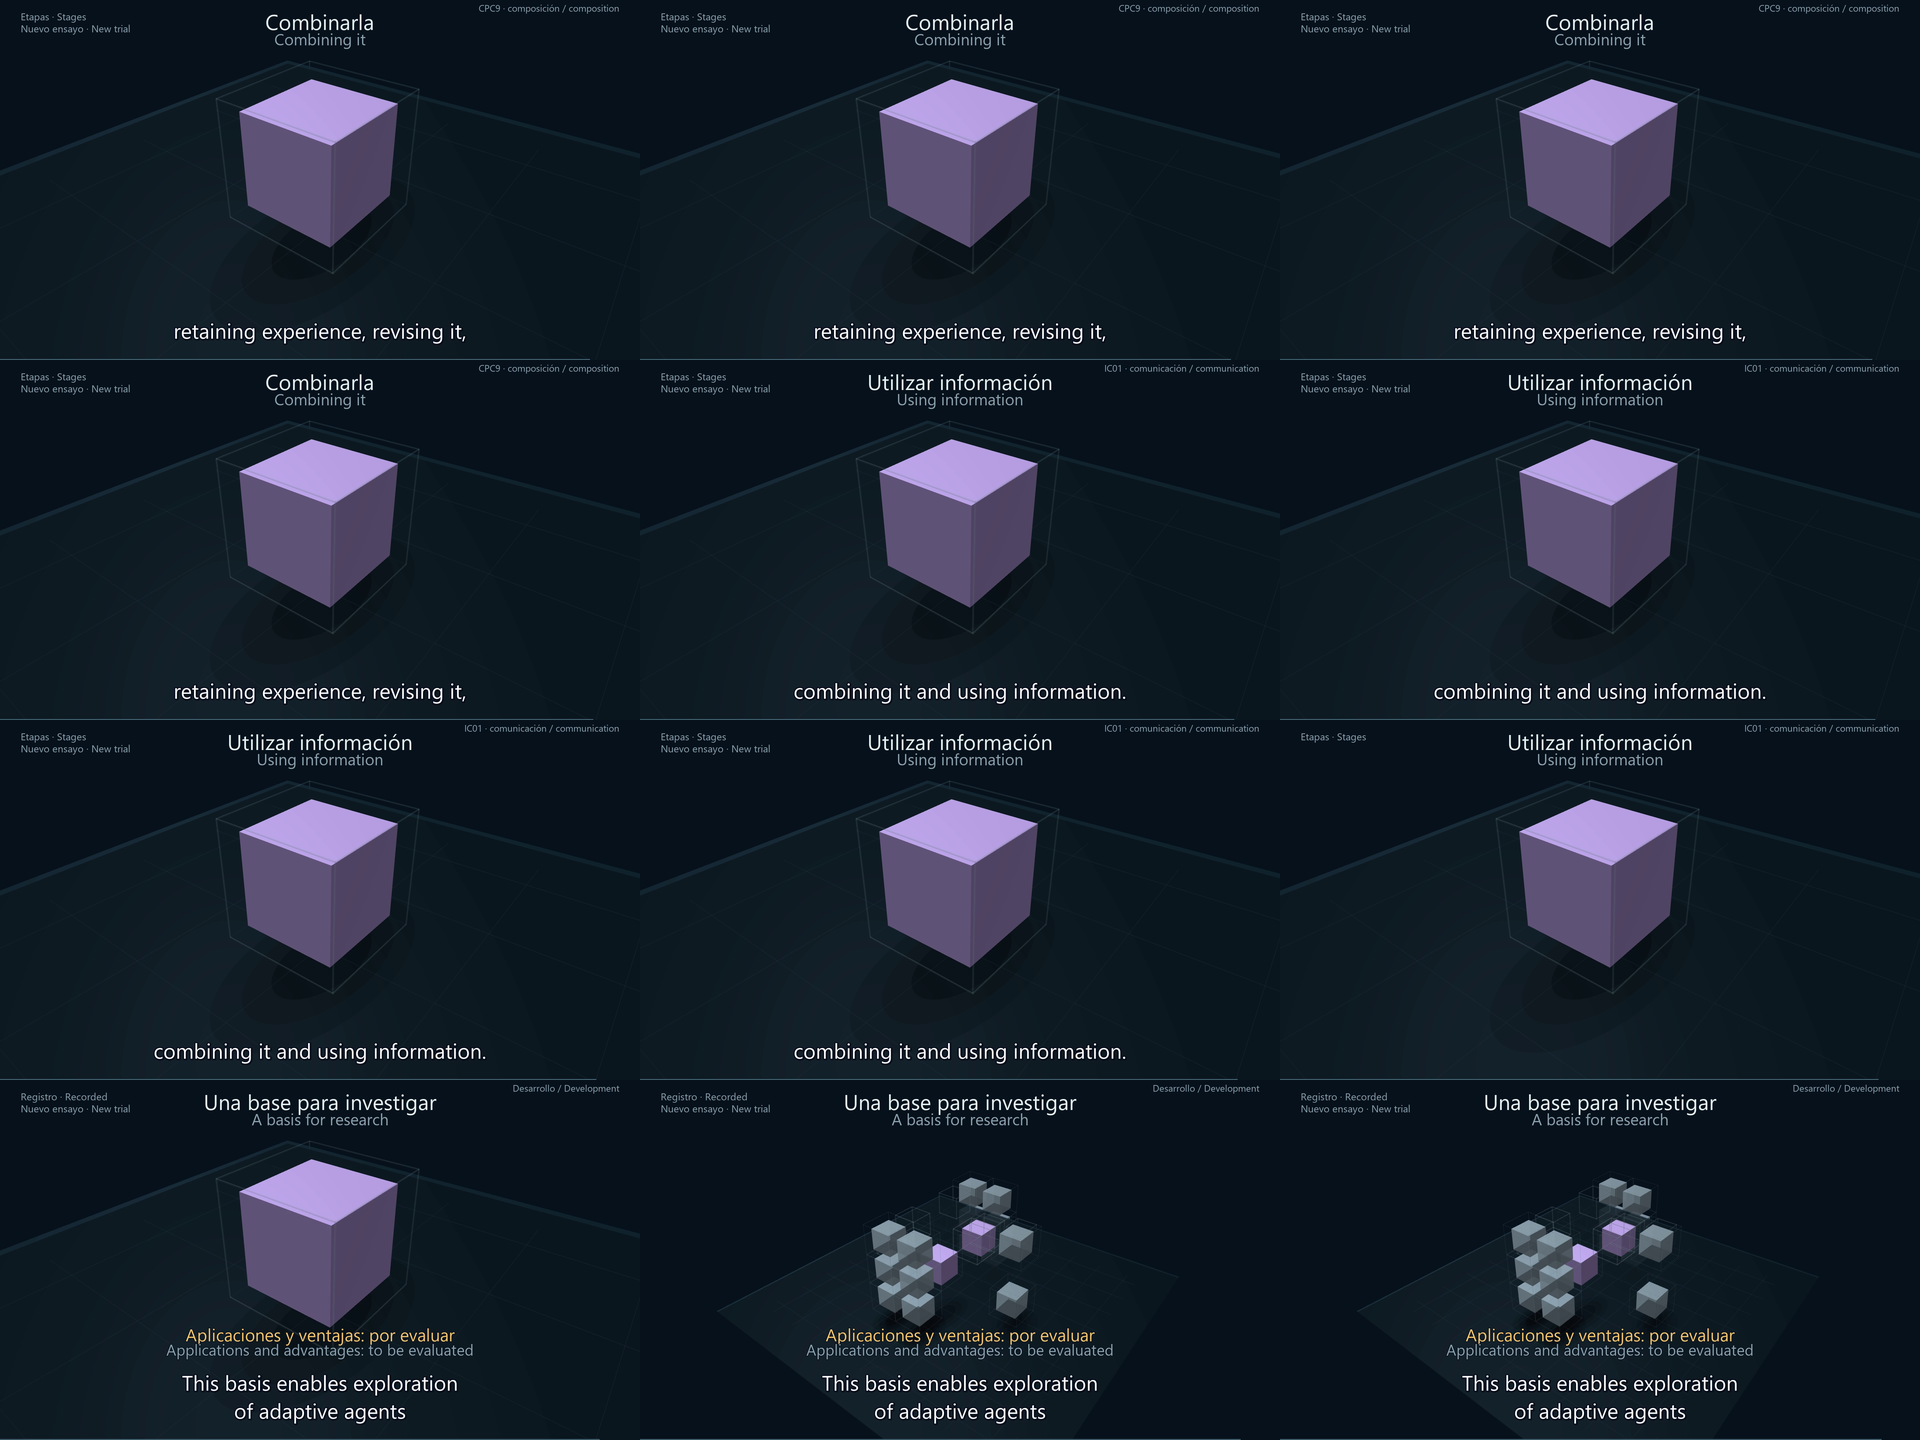 Etapas · Stages
Nuevo ensayo · New trial
Combinarla
Combining it
CPC9 · composición / composition
retaining experience, revising it,
Etapas · Stages
Nuevo ensayo · New trial
Combinarla
Combining it
CPC9 · composición / composition
retaining experience, revising it,
Etapas · Stages
Nuevo ensayo · New trial
Combinarla
Combining it
CPC9 · composición / composition
retaining experience, revising it,
Etapas · Stages
Nuevo ensayo · New trial
Combinarla
Combining it
CPC9 · composición / composition
retaining experience, revising it,
Etapas · Stages
Nuevo ensayo · New trial
Utilizar información
Using information
IC01 · comunicación / communication
combining it and using information.
Etapas · Stages
Nuevo ensayo · New trial
Utilizar información
Using information
IC01 · comunicación / communication
combining it and using information.
Etapas · Stages
Nuevo ensayo · New trial
Utilizar información
Using information
IC01 · comunicación / communication
combining it and using information.
Etapas · Stages
Nuevo ensayo · New trial
Utilizar información
Using information
IC01 · comunicación / communication
combining it and using information.
Etapas · Stages
Utilizar información
Using information
IC01 · comunicación / communication
Registro · Recorded
Nuevo ensayo · New trial
Una base para investigar
A basis for research
Desarrollo / Development
Aplicaciones y ventajas: por evaluar
Applications and advantages: to be evaluated
This basis enables exploration
of adaptive agents
Registro · Recorded
Nuevo ensayo · New trial
Una base para investigar
A basis for research
Desarrollo / Development
Aplicaciones y ventajas: por evaluar
Applications and advantages: to be evaluated
This basis enables exploration
of adaptive agents
Registro · Recorded
Nuevo ensayo · New trial
Una base para investigar
A basis for research
Desarrollo / Development
Aplicaciones y ventajas: por evaluar
Applications and advantages: to be evaluated
This basis enables exploration
of adaptive agents